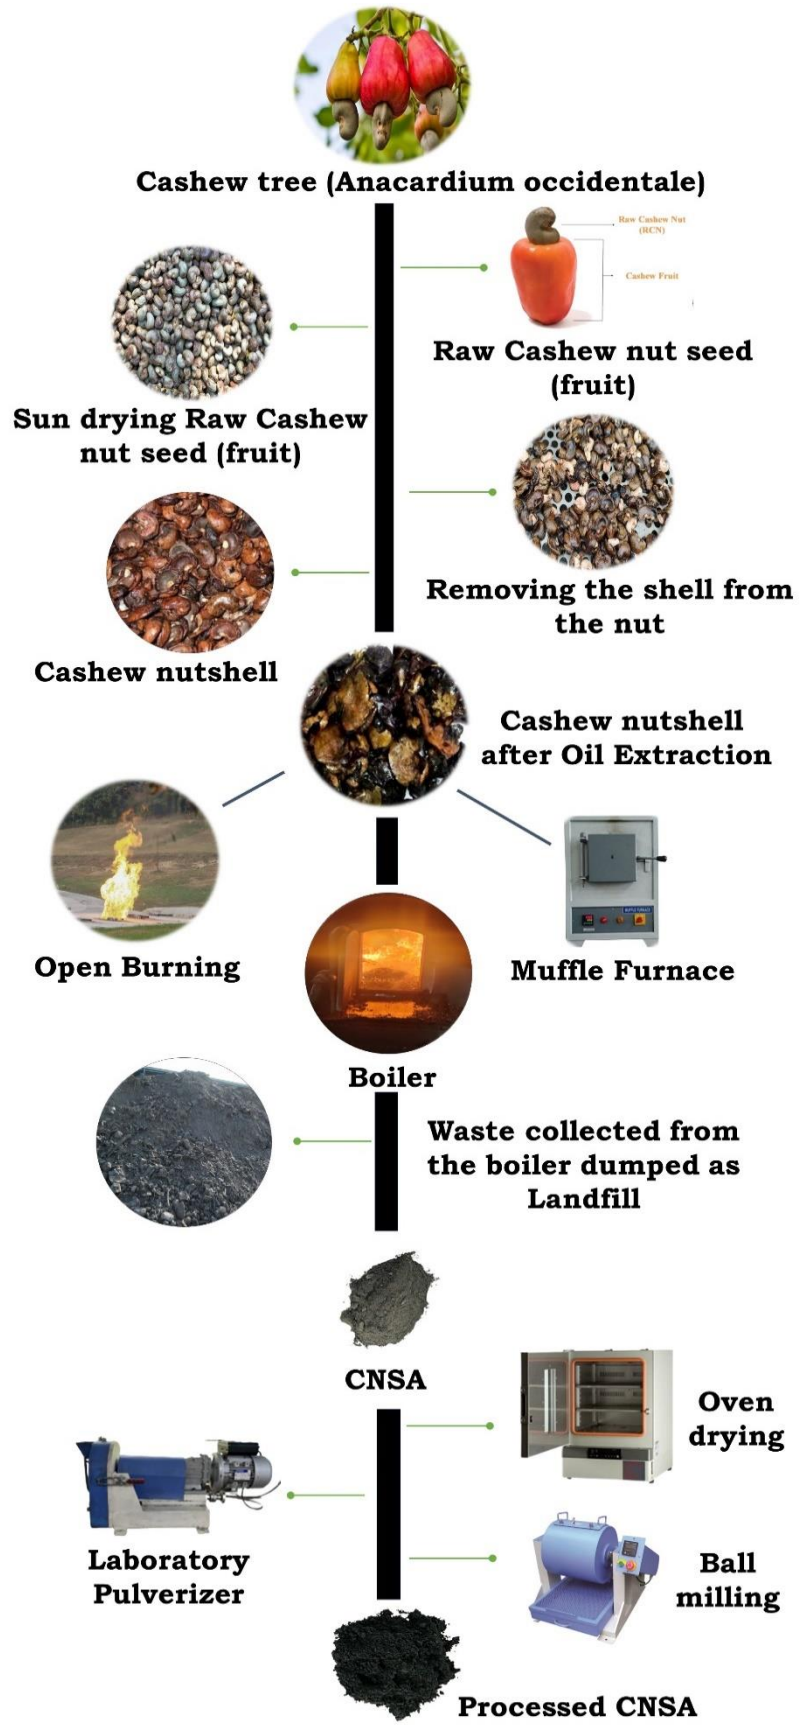 Cashew tree (Anacardium occidentale)
Raw Cashew Nut
(RCN)
Cashew Fruit
Raw Cashew nut seed
(fruit)
Sun drying Raw Cashew
nut seed (fruit)
Removing the shell from
the nut
Cashew nutshell
Cashew nutshell
after Oil Extraction
Open Burning
MUFFLE FURNACE
Muffle Furnace
Boiler
Waste collected from
the boiler dumped as
Landfill
CNSA
Oven
drying
Laboratory
Pulverizer
Ball
milling
Processed CNSA